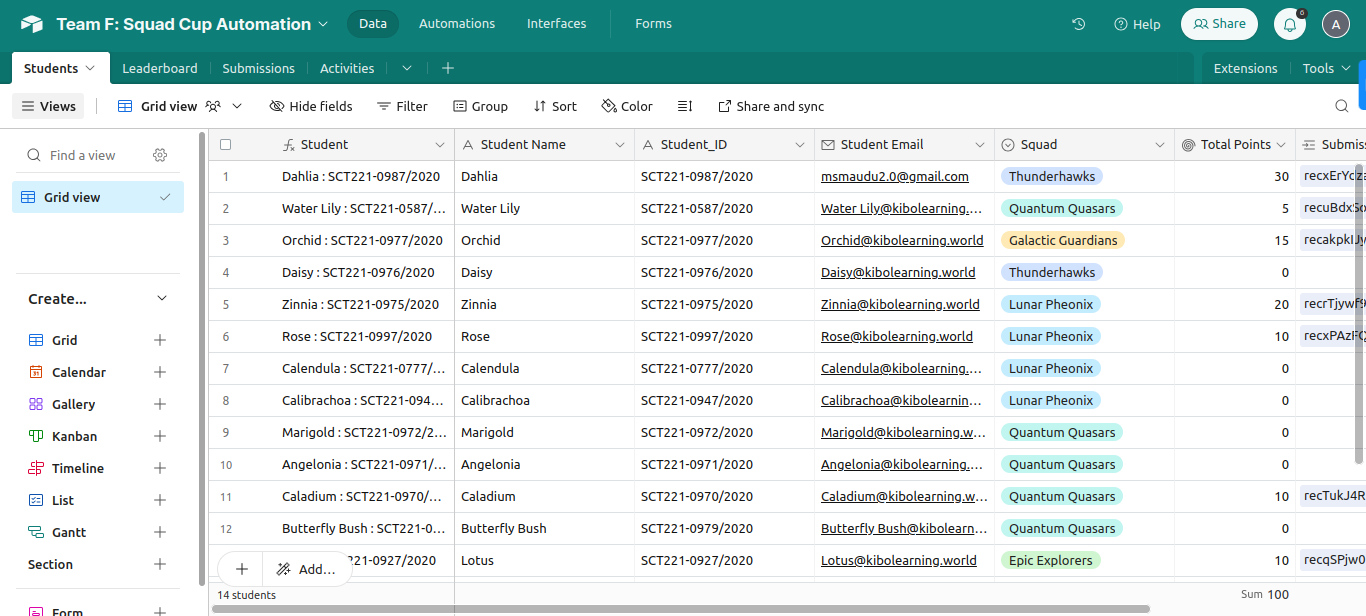 Team F: Squad Cup Automation Data Automations Interfaces Forms Help Share 6 A
Students Leaderboard Submissions Activities Extensions Tools
Views Grid view Hide fields Filter Group Sort Color Share and sync
Find a view
Grid view
Create...
Grid
Calendar
Gallery
Kanban
Timeline
List
Gantt
Section
Form
Student Student Name Student_ID Student Email Squad Total Points Submiss
1 Dahlia : SCT221-0987/2020 Dahlia SCT221-0987/2020 msmaudu2.0@gmail.com Thunderhawks 30 recxErYdza
2 Water Lily : SCT221-0587/... Water Lily SCT221-0587/2020 Water Lily@kibolearning.... Quantum Quasars 5 recuBdxSo
3 Orchid : SCT221-0977/2020 Orchid SCT221-0977/2020 Orchid@kibolearning.world Galactic Guardians 15
4 Daisy : SCT221-0976/2020 Daisy SCT221-0976/2020 Daisy@kibolearning.world Thunderhawks 0
5 Zinnia : SCT221-0975/2020 Zinnia SCT221-0975/2020 Zinnia@kibolearning.world Lunar Pheonix 20 recrTjywf9
6 Rose : SCT221-0997/2020 Rose SCT221-0997/2020 Rose@kibolearning.world Lunar Pheonix 10
7 Calendula : SCT221-0777/... Calendula SCT221-0777/2020 Calendula@kibolearning.... Lunar Pheonix 0
8 Calibrachoa : SCT221-094... Calibrachoa SCT221-0947/2020 Calibrachoa@kibolearnin... Lunar Pheonix 0
9 Marigold : SCT221-0972/2... Marigold SCT221-0972/2020 Marigold@kibolearning.w... Quantum Quasars 0
10 Angelonia : SCT221-0971/... Angelonia SCT221-0971/2020 Angelonia@kibolearning.... Quantum Quasars 0
11 Caladium : SCT221-0970/... Caladium SCT221-0970/2020 Caladium@kibolearning.w... Quantum Quasars 10 recTukJ4R
12 Butterfly Bush : SCT221-0... Butterfly Bush SCT221-0979/2020 Butterfly Bush@kibolearn... Quantum Quasars 0
221-0927/2020 Lotus SCT221-0927/2020 Lotus@kibolearning.world Epic Explorers 10 recqSPjw0
Add...
14 students Sum 100